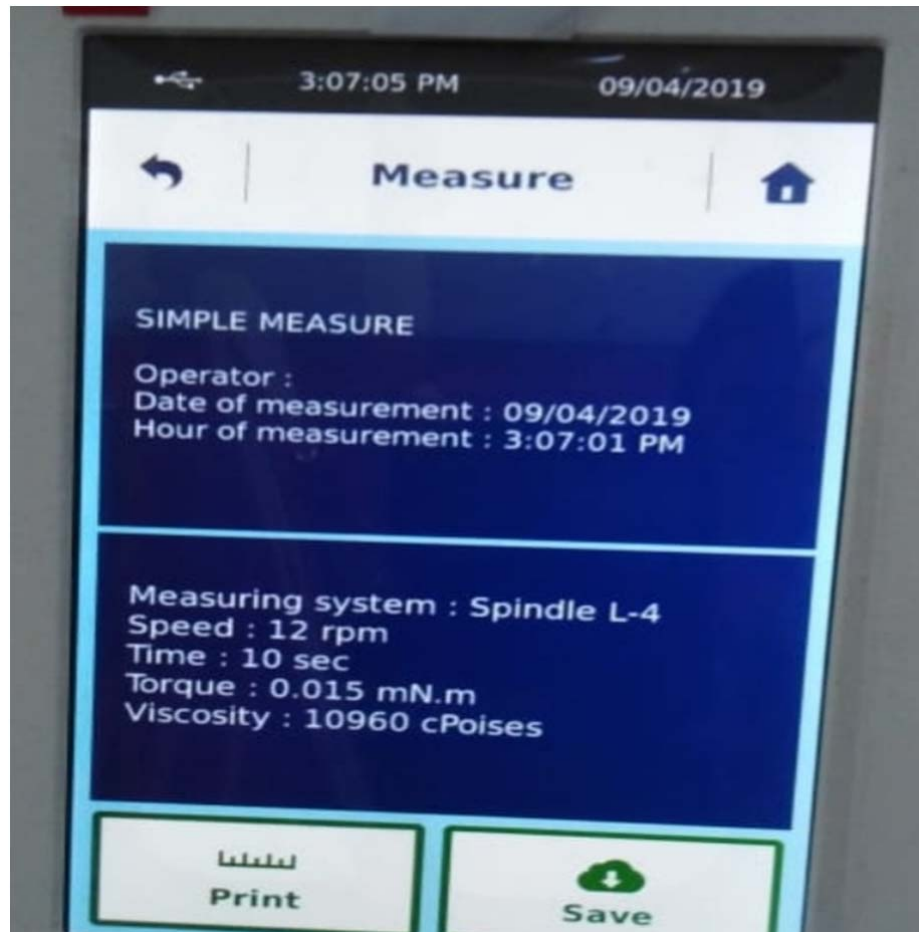 3:07:05 PM 09/04/2019
Measure
SIMPLE MEASURE
Operator :
Date of measurement : 09/04/2019
Hour of measurement : 3:07:01 PM
Measuring system : Spindle L-4
Speed : 12 rpm
Time : 10 sec
Torque : 0.015 mN.m
Viscosity : 10960 cPoises
Print Save